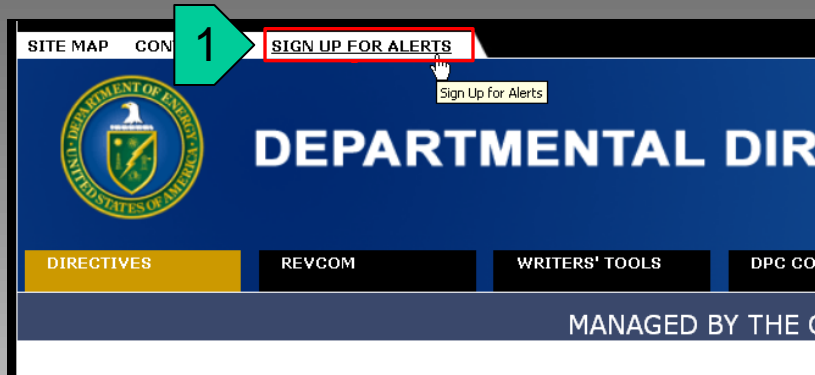 SITE MAP CON 1 SIGN UP FOR ALERTS
Sign Up for Alerts
DEPARTMENT OF ENERGY
UNITED STATES OF AMERICA
DEPARTMENTAL DIR
DIRECTIVES REVCOM WRITERS' TOOLS DPC CO
MANAGED BY THE